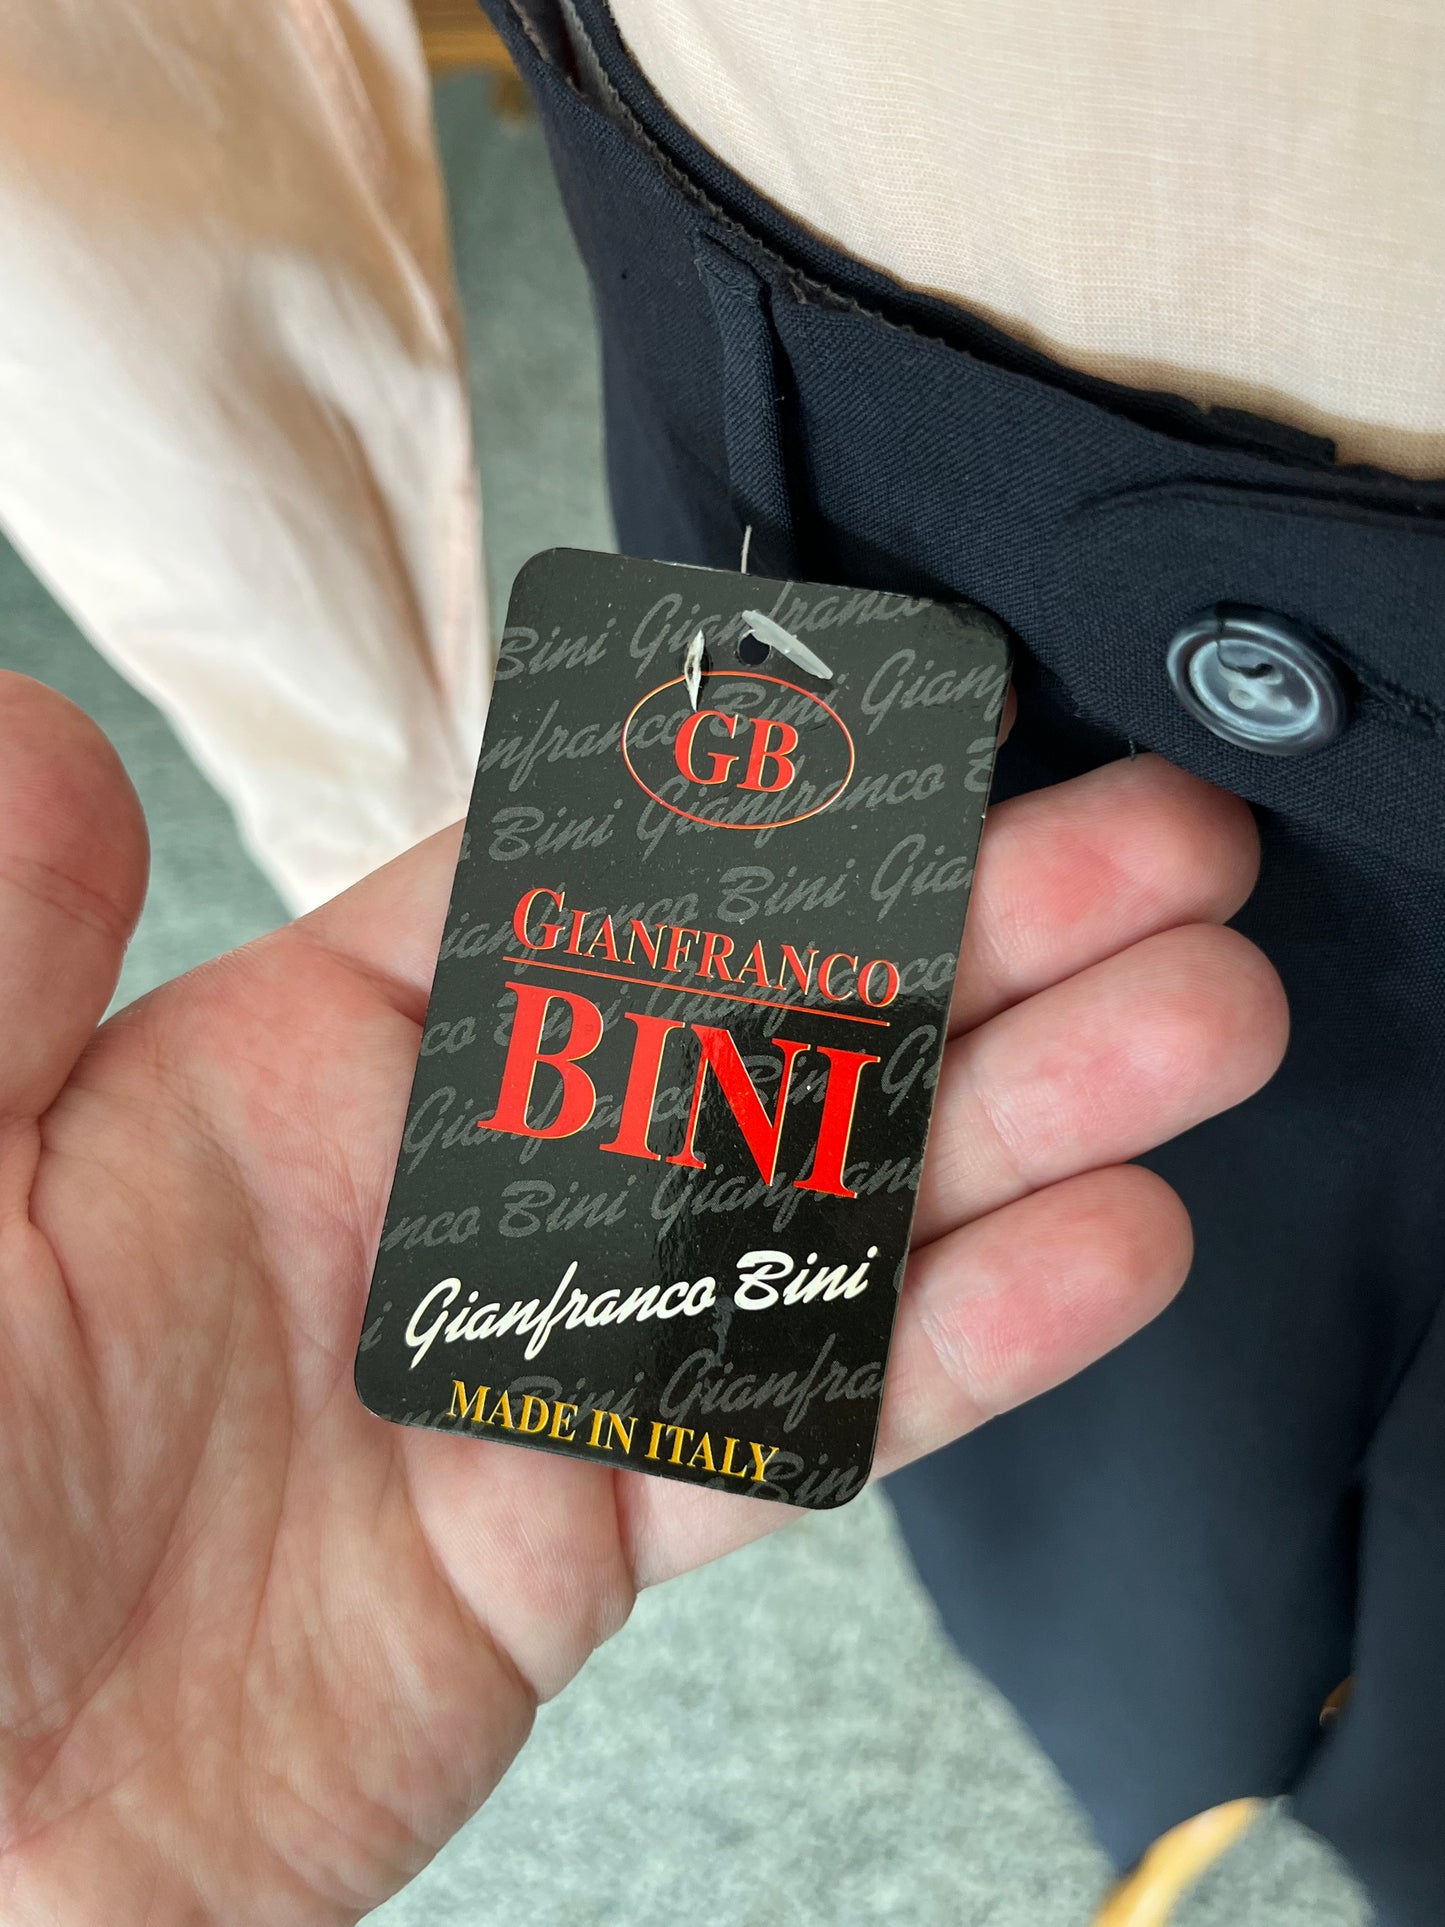 GB
GIANFRANCO
BINI
Gianfranco Bini
MADE IN ITALY